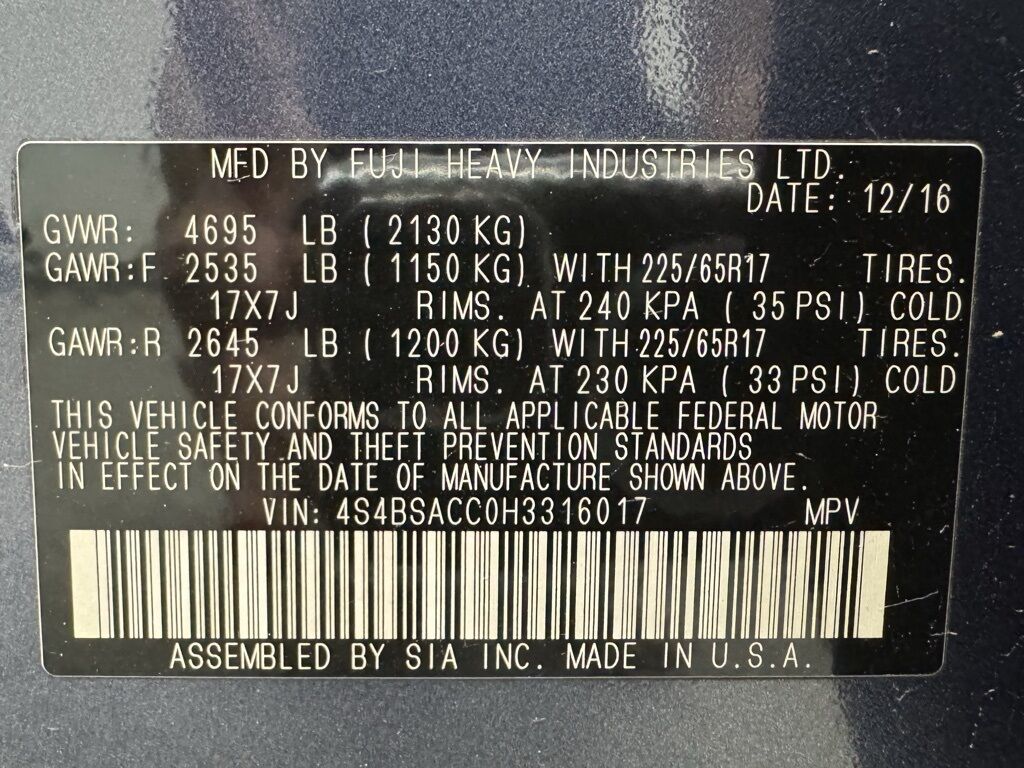 MFD BY FUJI HEAVY INDUSTRIES LTD.
DATE: 12/16
GVWR: 4695 LB ( 2130 KG)
GAWR:F 2535 LB ( 1150 KG) WITH 225/65R17 TIRES.
17X7J RIMS. AT 240 KPA ( 35 PSI) COLD
GAWR:R 2645 LB ( 1200 KG) WITH 225/65R17 TIRES.
17X7J RIMS. AT 230 KPA ( 33 PSI) COLD
THIS VEHICLE CONFORMS TO ALL APPLICABLE FEDERAL MOTOR
VEHICLE SAFETY AND THEFT PREVENTION STANDARDS
IN EFFECT ON THE DATE OF MANUFACTURE SHOWN ABOVE.
VIN: 4S4BSACC0H3316017 MPV
ASSEMBLED BY SIA INC. MADE IN U.S.A.